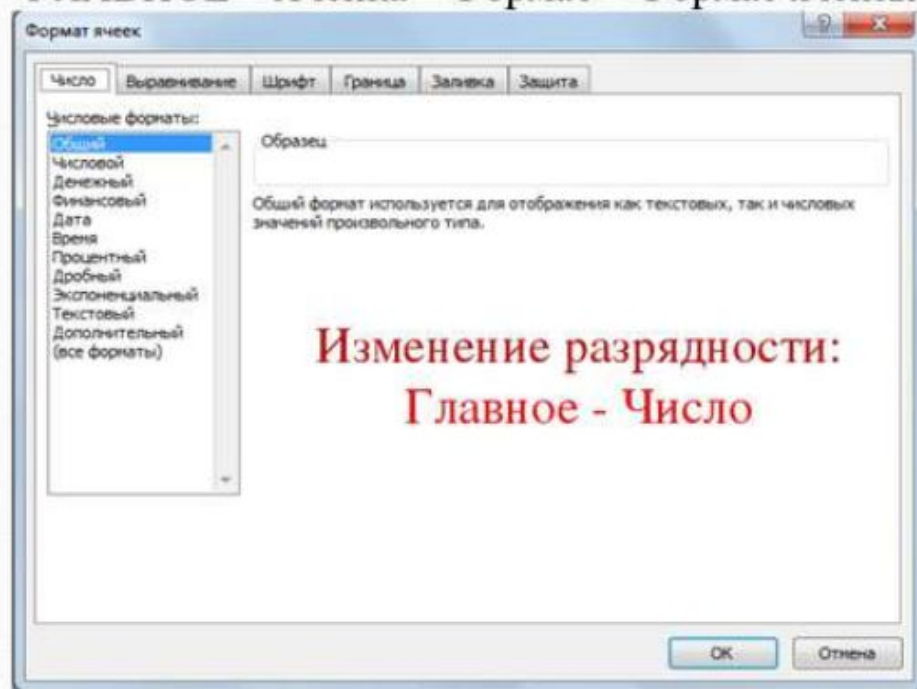 Формат ячеек
Число Выравнивание Шрифт Граница Заливка Защита
Числовые форматы:
Общий
Числовой
Денежный
Финансовый
Дата
Время
Процентный
Дробный
Экспоненциальный
Текстовый
Дополнительный
(все форматы)
Образец
Общий формат используется для отображения как текстовых, так и числовых
значений произвольного типа.
Изменение разрядности:
Главное - Число
ОК Отмена